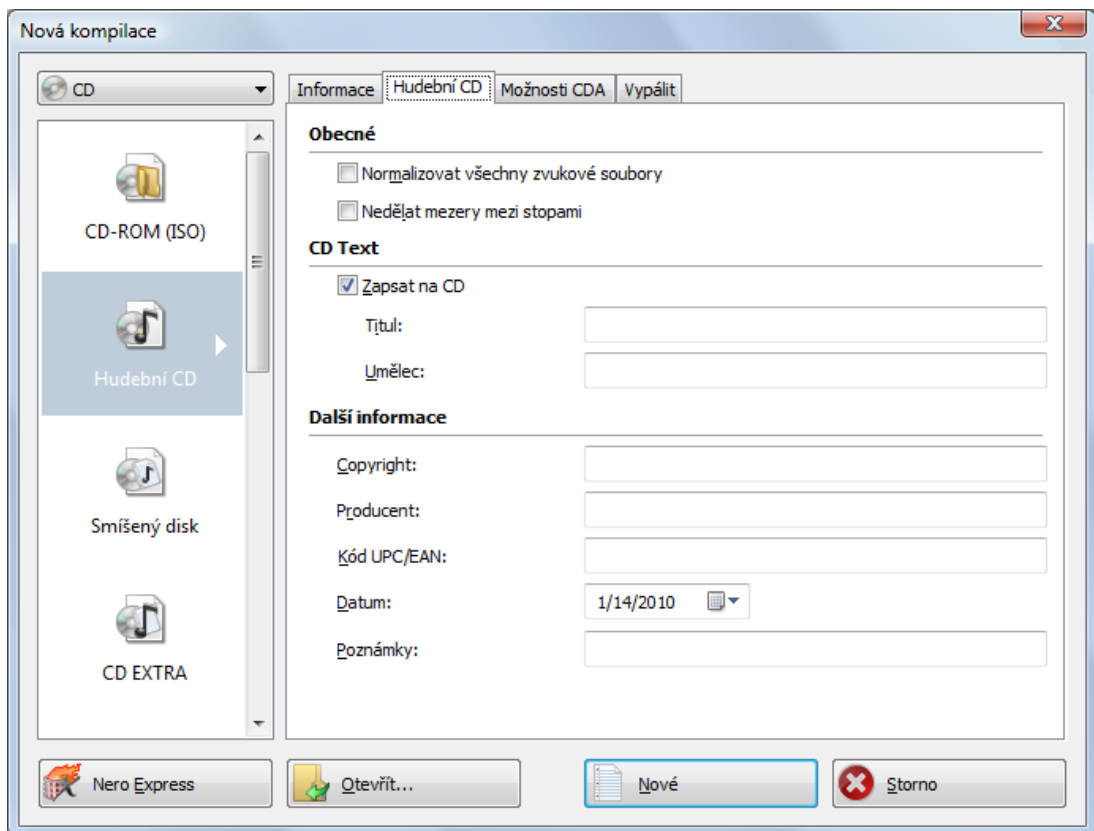 Nová kompilace
CD
Informace Hudební CD Možnosti CDA Vypálit
CD-ROM (ISO)
Hudební CD
Smíšený disk
CD EXTRA
Obecné
Normalizovat všechny zvukové soubory
Nedělat mezery mezi stopami
CD Text
Zapsat na CD
Titul:
Umělec:
Další informace
Copyright:
Producent:
Kód UPC/EAN:
Datum: 1/14/2010
Poznámky:
Nero Express Otevřít... Nové Storno